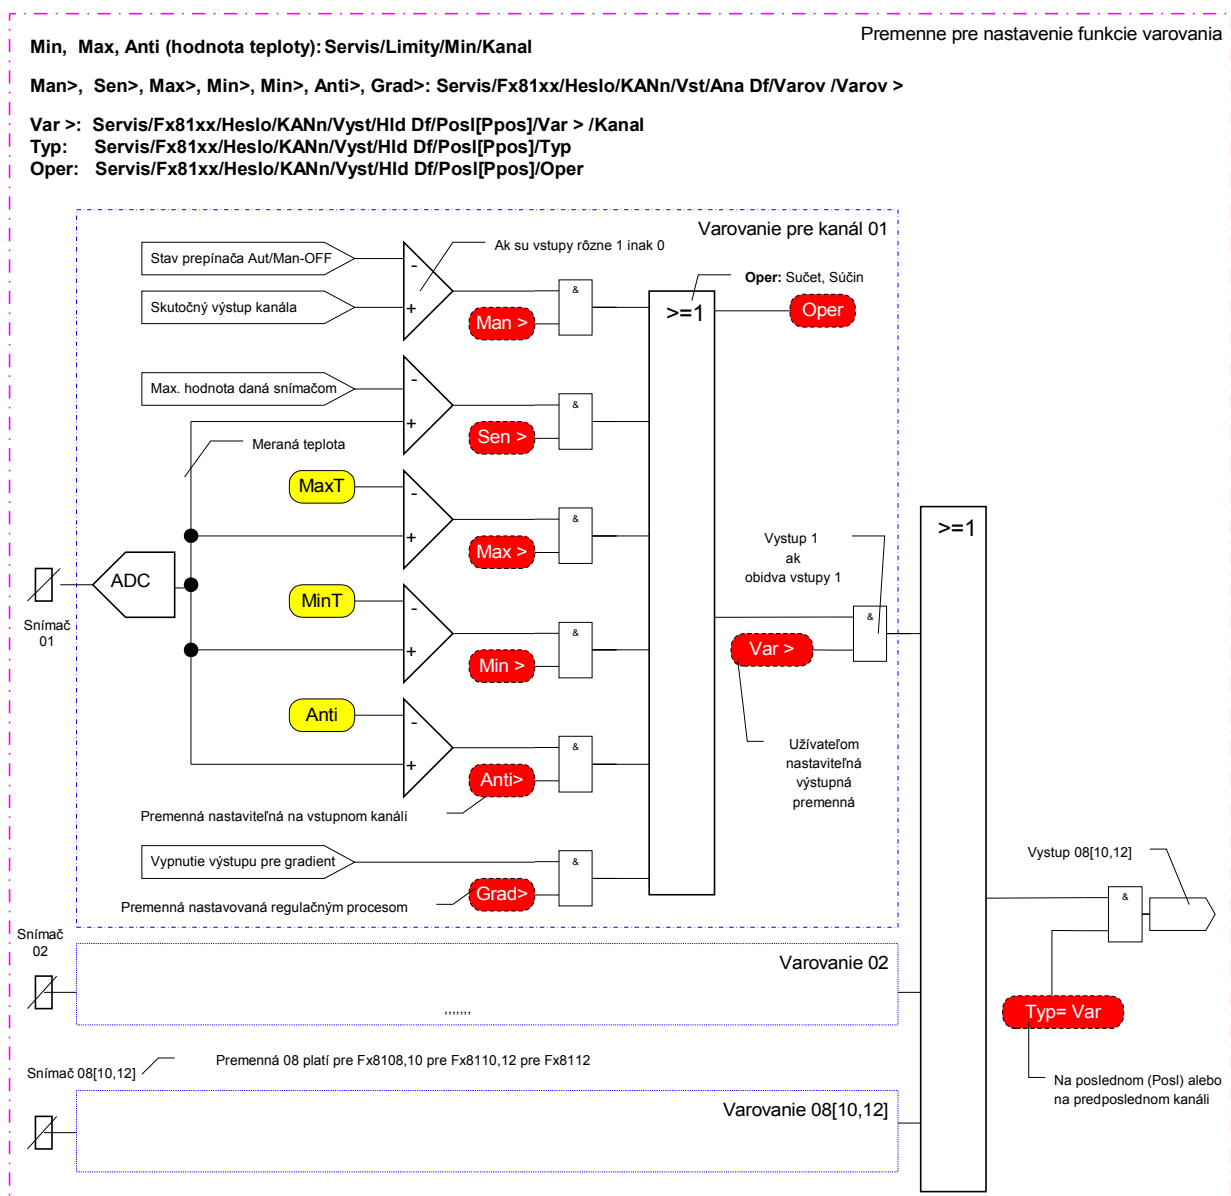 Premenne pre nastavenie funkcie varovania
Min, Max, Anti (hodnota teploty): Servis/Limity/Min/Kanal
Man>, Sen>, Max>, Min>, Min>, Anti>, Grad>: Servis/Fx81xx/Heslo/KANn/Vst/Ana Df/Varov /Varov >
Var >: Servis/Fx81xx/Heslo/KANn/Vyst/Hld Df/Posl[Ppos]/Var > /Kanal
Typ: Servis/Fx81xx/Heslo/KANn/Vyst/Hld Df/Posl[Ppos]/Typ
Oper: Servis/Fx81xx/Heslo/KANn/Vyst/Hld Df/Posl[Ppos]/Oper
Varovanie pre kanál 01
Stav prepínača Aut/Man-OFF
-
Ak su vstupy rôzne 1 inak 0
Skutočný výstup kanála
+
&
Man >
Oper: Sučet, Súčin
>=1
Oper
Max. hodnota daná snímačom
-
+
&
Sen >
Meraná teplota
MaxT
-
+
&
Max >
ADC
Snímač
01
MinT
-
+
&
Min >
Anti
-
+
&
Anti>
Premenná nastaviteľná na vstupnom kanáli
Vypnutie výstupu pre gradient
&
Grad>
Premenná nastavovaná regulačným procesom
Vystup 1
ak
obidva vstupy 1
&
Var >
Užívateľom
nastaviteľná
výstupná
premenná
>=1
Vystup 08[10,12]
&
Typ= Var
Na poslednom (Posl) alebo
na predposlednom kanáli
Snímač
02
Varovanie 02
,,,,,,,
Snímač 08[10,12]
Premenná 08 platí pre Fx8108,10 pre Fx8110,12 pre Fx8112
Varovanie 08[10,12]